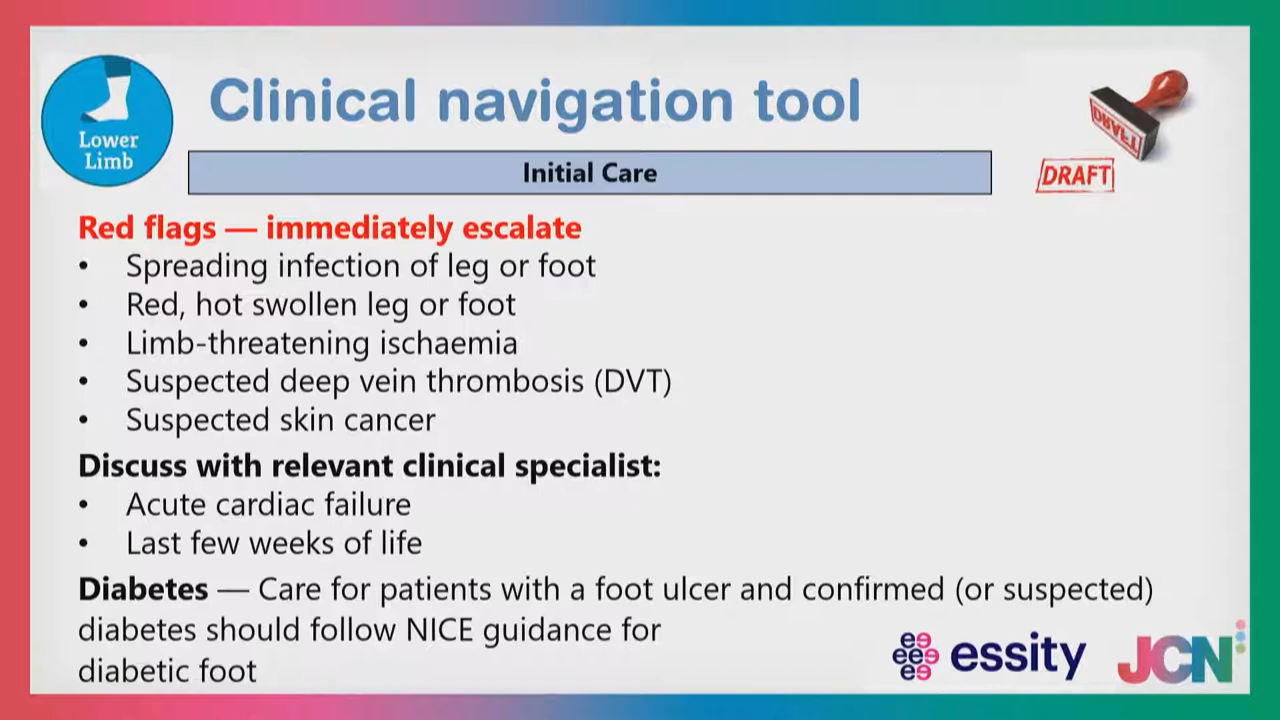 Lower
Limb
Clinical navigation tool
DRAFT
DRAFT
Initial Care
Red flags — immediately escalate
• Spreading infection of leg or foot
• Red, hot swollen leg or foot
• Limb-threatening ischaemia
• Suspected deep vein thrombosis (DVT)
• Suspected skin cancer
Discuss with relevant clinical specialist:
• Acute cardiac failure
• Last few weeks of life
Diabetes — Care for patients with a foot ulcer and confirmed (or suspected)
diabetes should follow NICE guidance for
diabetic foot
essity
JCN